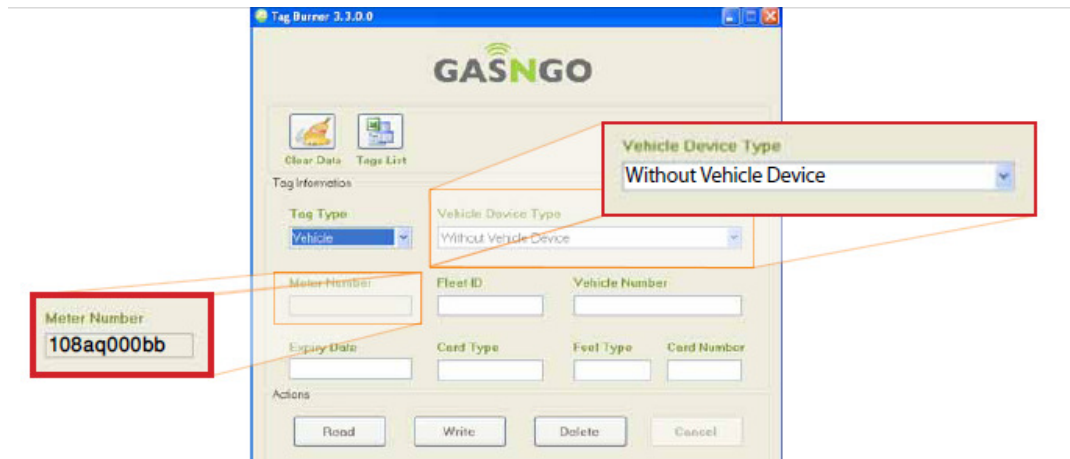 Tag Burner 3.3.0.0
GASNGO
Clear Data Tags List
Vehicle Device Type
Without Vehicle Device
Tag Information
Tag Type Vehicle Device Type
Vehicle Without Vehicle Device
Meter Number Fleet ID Vehicle Number
Meter Number
108aq000bb
Expiry Date Card Type Fuel Type Card Number
Actions
Read Write Delete Cancel